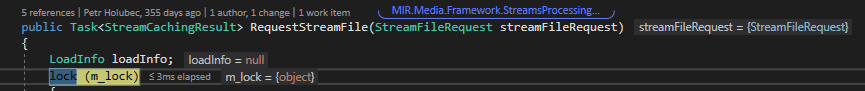 5 references | Petr Holubec, 355 days ago | 1 author, 1 change | 1 work item MIR.Media.Framework.StreamsProcessing...
public Task<StreamCachingResult> RequestStreamFile(StreamFileRequest streamFileRequest) streamFileRequest = {StreamFileRequest}
{
LoadInfo loadInfo; loadInfo = null
lock (m_lock) ≤ 3ms elapsed m_lock = {object}
{